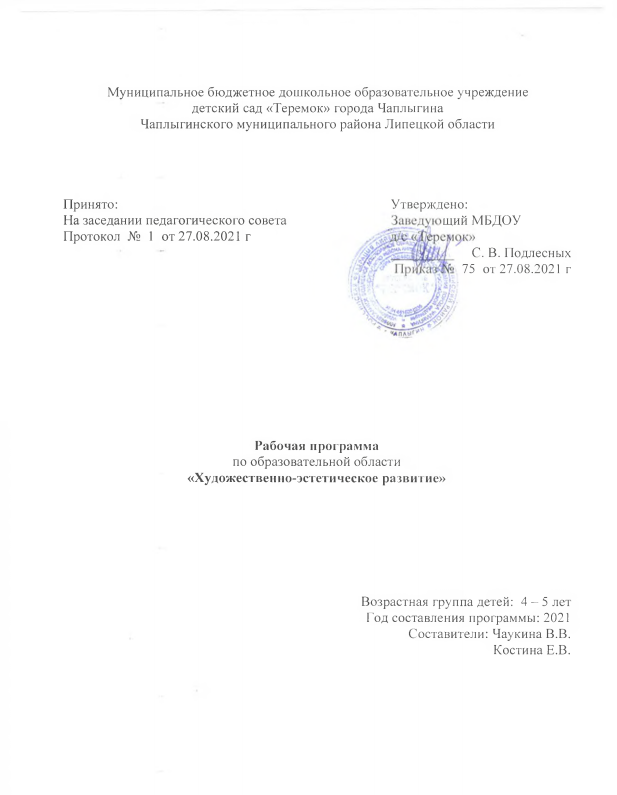 Муниципальное бюджетное дошкольное образовательное учреждение
детский сад «Теремок» города Чаплыгина
Чаплыгинского муниципального района Липецкой области
Принято:
На заседании педагогического совета
Протокол № 1 от 27.08.2021 г
Утверждено:
Заведующий МБДОУ
д/с «Теремок»
С. В. Подлесных
Приказ № 75 от 27.08.2021 г
Рабочая программа
по образовательной области
«Художественно-эстетическое развитие»
Возрастная группа детей: 4 – 5 лет
Год составления программы: 2021
Составители: Чаукина В.В.
Костина Е.В.